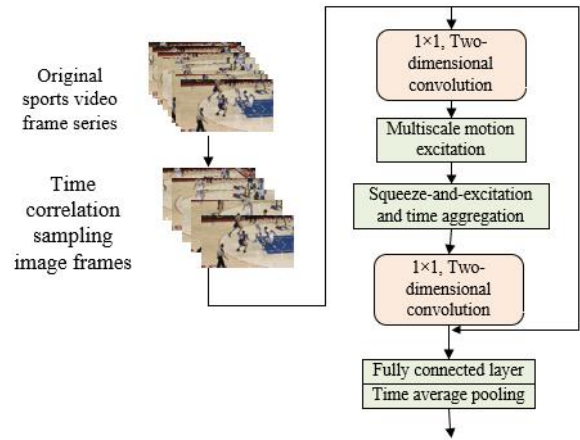 Original
sports video
frame series
Time
correlation
sampling
image frames
1×1, Two-
dimensional
convolution
Multiscale motion
excitation
Squeeze-and-excitation
and time aggregation
1×1, Two-
dimensional
convolution
Fully connected layer
Time average pooling